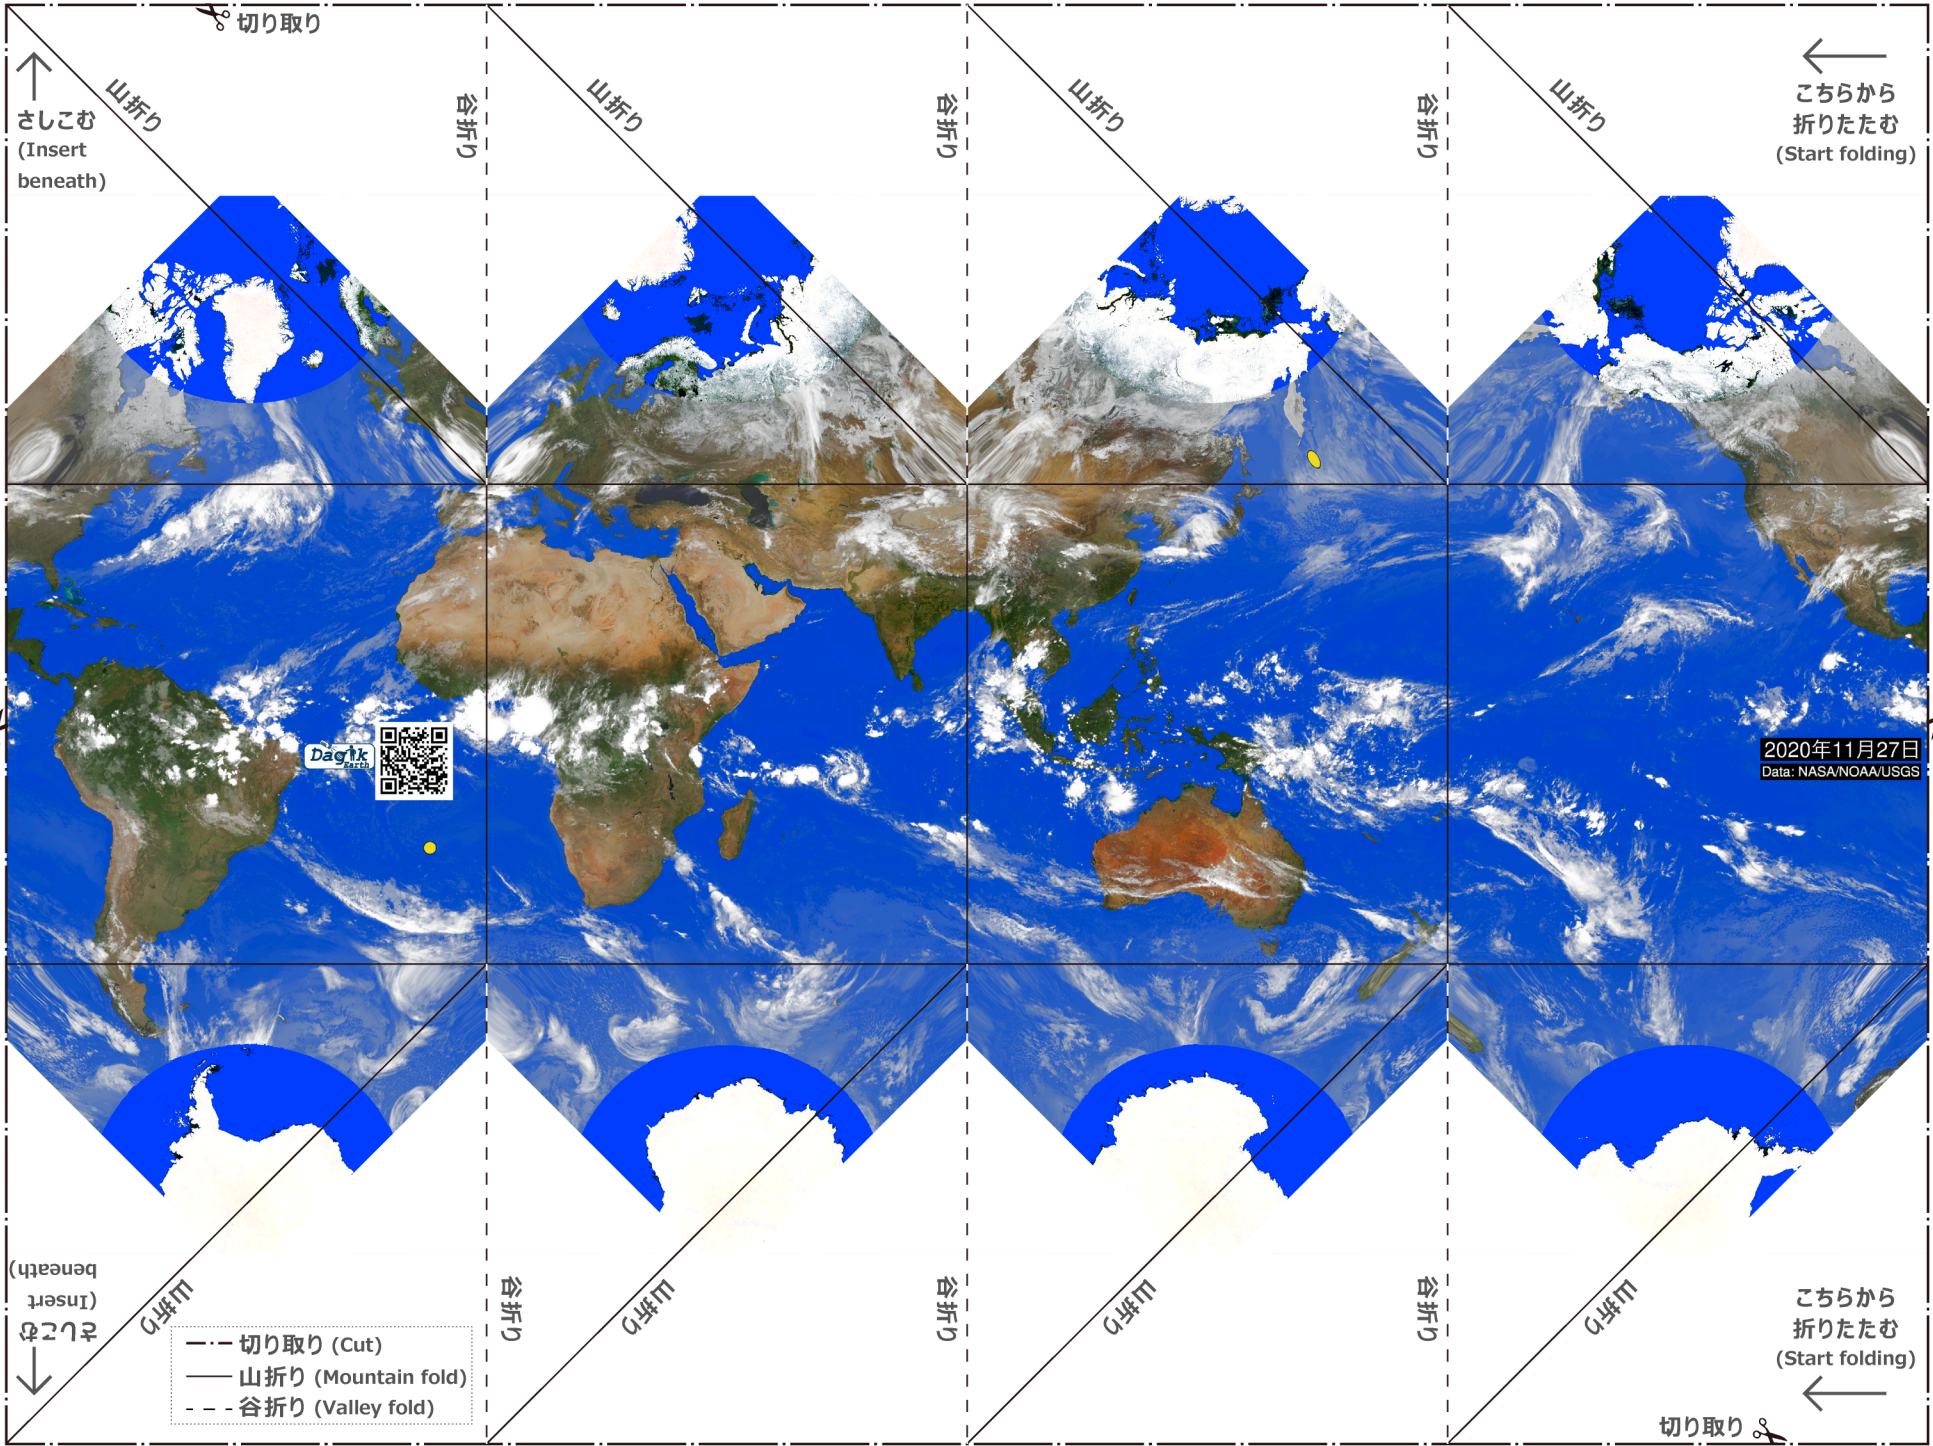 切り取り
山折り
谷折り
山折り
谷折り
山折り
谷折り
山折り
さしこむ
(Insert
beneath)
こちらから
折りたたむ
(Start folding)
Dagik
Earth
2020年11月27日
Data: NASA/NOAA/USGS
さしこむ
(Insert
beneath)
山折り
谷折り
山折り
谷折り
山折り
谷折り
山折り
切り取り (Cut)
山折り (Mountain fold)
谷折り (Valley fold)
こちらから
折りたたむ
(Start folding)
切り取り